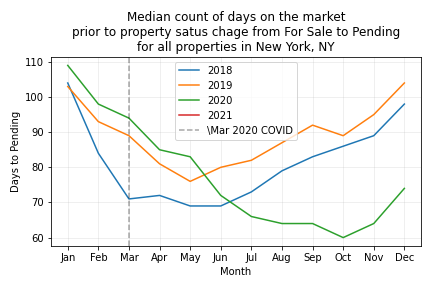 Median count of days on the market
prior to property satus chage from For Sale to Pending
for all properties in New York, NY
110
100
90
80
70
60
Days to Pending
2018
2019
2020
2021
\Mar 2020 COVID
Jan Feb Mar Apr May Jun Jul Aug Sep Oct Nov Dec
Month